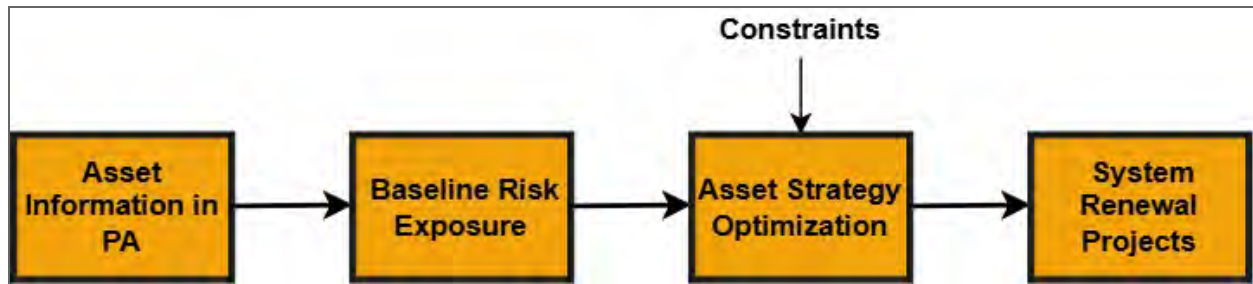 Constraints
Asset
Information in
PA
Baseline Risk
Exposure
Asset Strategy
Optimization
System
Renewal
Projects